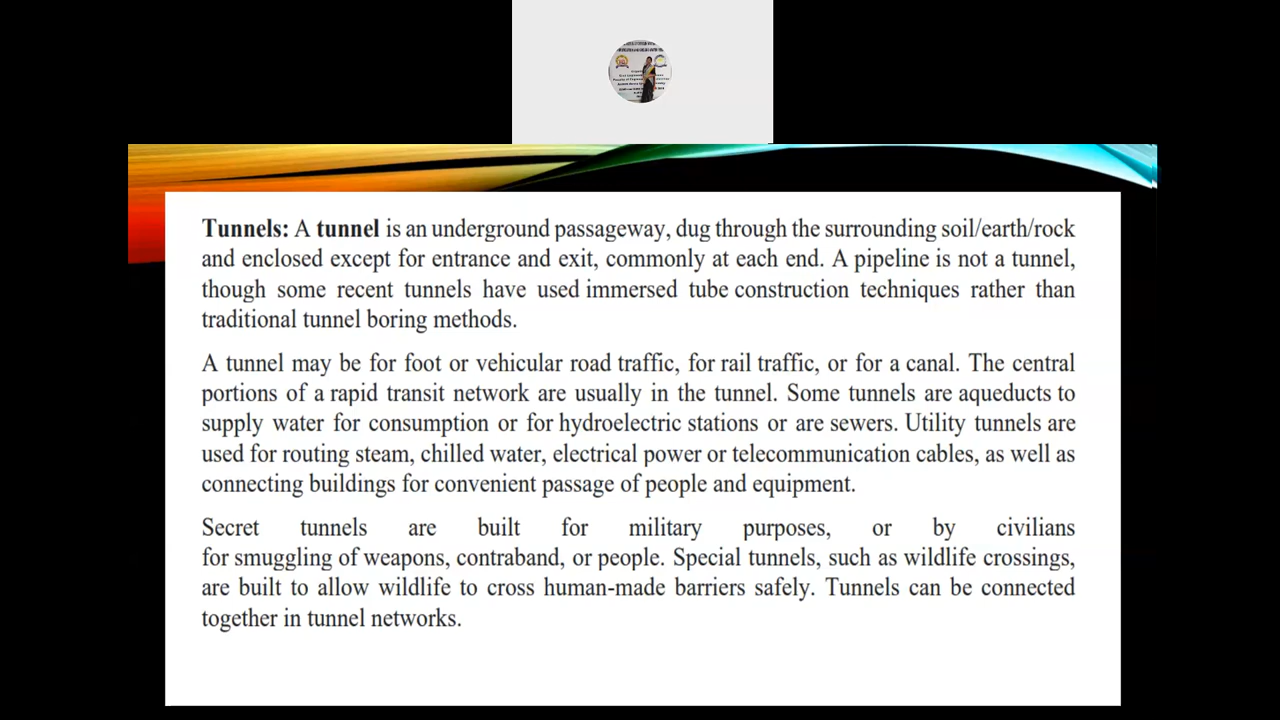 Tunnels: A tunnel is an underground passageway, dug through the surrounding soil/earth/rock
and enclosed except for entrance and exit, commonly at each end. A pipeline is not a tunnel,
though some recent tunnels have used immersed tube construction techniques rather than
traditional tunnel boring methods.
A tunnel may be for foot or vehicular road traffic, for rail traffic, or for a canal. The central
portions of a rapid transit network are usually in the tunnel. Some tunnels are aqueducts to
supply water for consumption or for hydroelectric stations or are sewers. Utility tunnels are
used for routing steam, chilled water, electrical power or telecommunication cables, as well as
connecting buildings for convenient passage of people and equipment.
Secret tunnels are built for military purposes, or by civilians
for smuggling of weapons, contraband, or people. Special tunnels, such as wildlife crossings,
are built to allow wildlife to cross human-made barriers safely. Tunnels can be connected
together in tunnel networks.